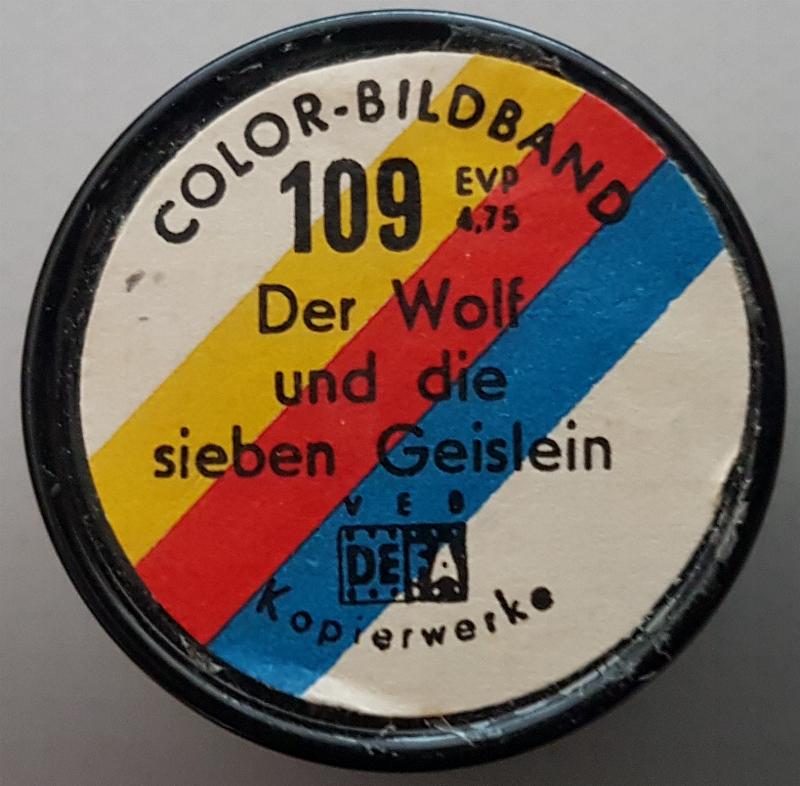 COLOR-BILDBAND
109 EVP 4,75
Der Wolf
und die
sieben Geislein
VEB
DEFA
Kopierwerke